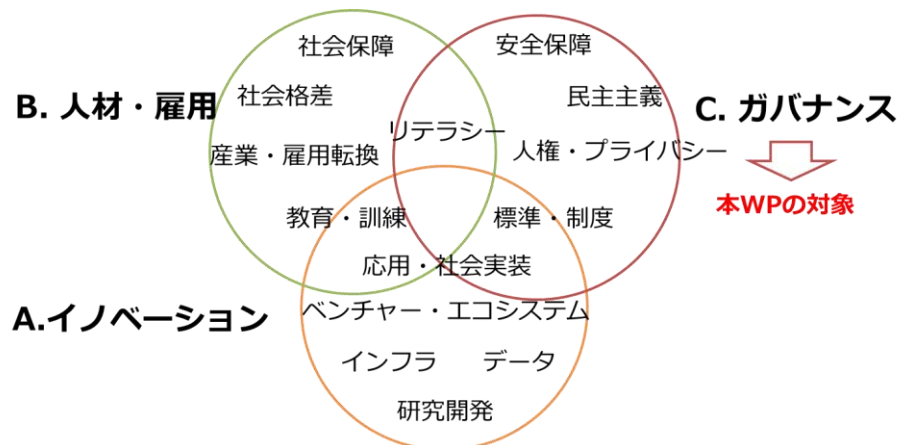 社会保障
安全保障
B. 人材・雇用
社会格差
民主主義
C. ガバナンス
リテラシー
産業・雇用転換
人権・プライバシー
本WPの対象
教育・訓練
標準・制度
応用・社会実装
A.イノベーション
ベンチャー・エコシステム
インフラ
データ
研究開発